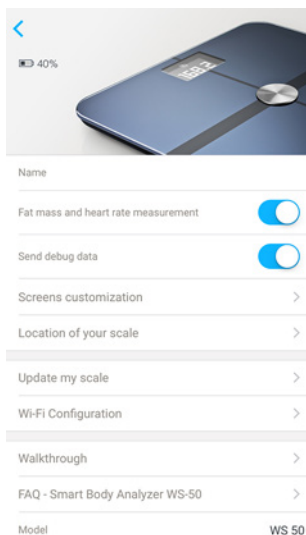 40%
Name
Fat mass and heart rate measurement
Send debug data
Screens customization
Location of your scale
Update my scale
Wi-Fi Configuration
Walkthrough
FAQ - Smart Body Analyzer WS-50
Model WS 50